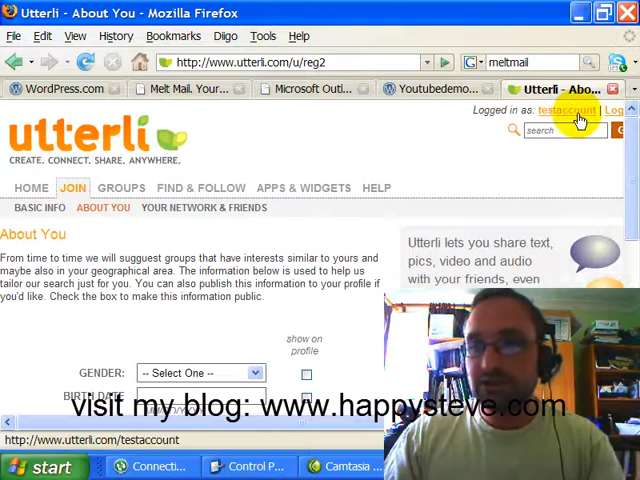 Utterli - About You - Mozilla Firefox
File Edit View History Bookmarks Diigo Tools Help
http://www.utterli.com/u/reg2
meltmail
WordPress.com
Melt Mail. Your...
Microsoft Outl...
Youtubedemo...
Utterli - Abo...
Logged in as: testaccount | Log
utterli
CREATE. CONNECT. SHARE. ANYWHERE.
search
G
HOME JOIN GROUPS FIND & FOLLOW APPS & WIDGETS HELP
BASIC INFO ABOUT YOU YOUR NETWORK & FRIENDS
About You
From time to time we will sugguest groups that have interests similar to yours and
maybe also in your geographical area. The information below is used to help us
tailor our search just for you. You can also publish this information to your profile if
you'd like. Check the box to make this information public.
Utterli lets you share text,
pics, video and audio
with your friends, even
show on
profile
GENDER: -- Select One --
BIRTH DATE
visit my blog: www.happysteve.com
http://www.utterli.com/testaccount
start
Connecti...
Control P...
Camtasia ...